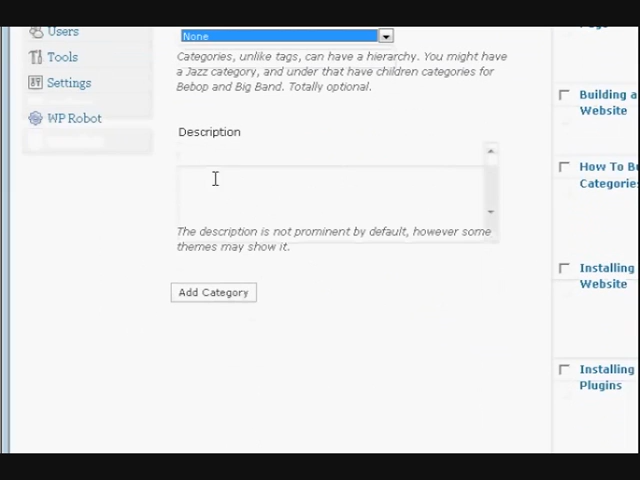 Users
None
Categories, unlike tags, can have a hierarchy. You might have
Tools
a Jazz category, and under that have children categories for
Settings
Bebop and Big Band. Totally optional.
Building a
Website
WP Robot
Description
How To Bu
Categories
The description is not prominent by default, however some
themes may show it.
Installing
Website
Add Category
Installing
Plugins